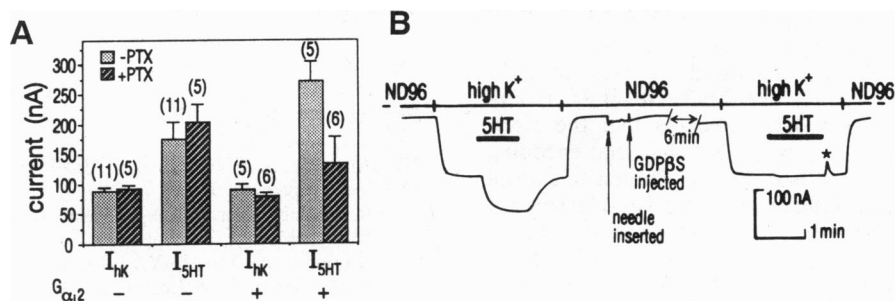 A
current (nA)
300
250
200
150
100
50
0
-PTX
+PTX
(11) (5)
(11)
(5)
(5)
(6)
(5)
(6)
IhK I5HT IhK I5HT
Gαi2 − − + +
B
ND96 high K+ ND96 high K+ ND96
5HT 5HT
6min
*
GDPβS
injected
needle
inserted
100 nA
1 min